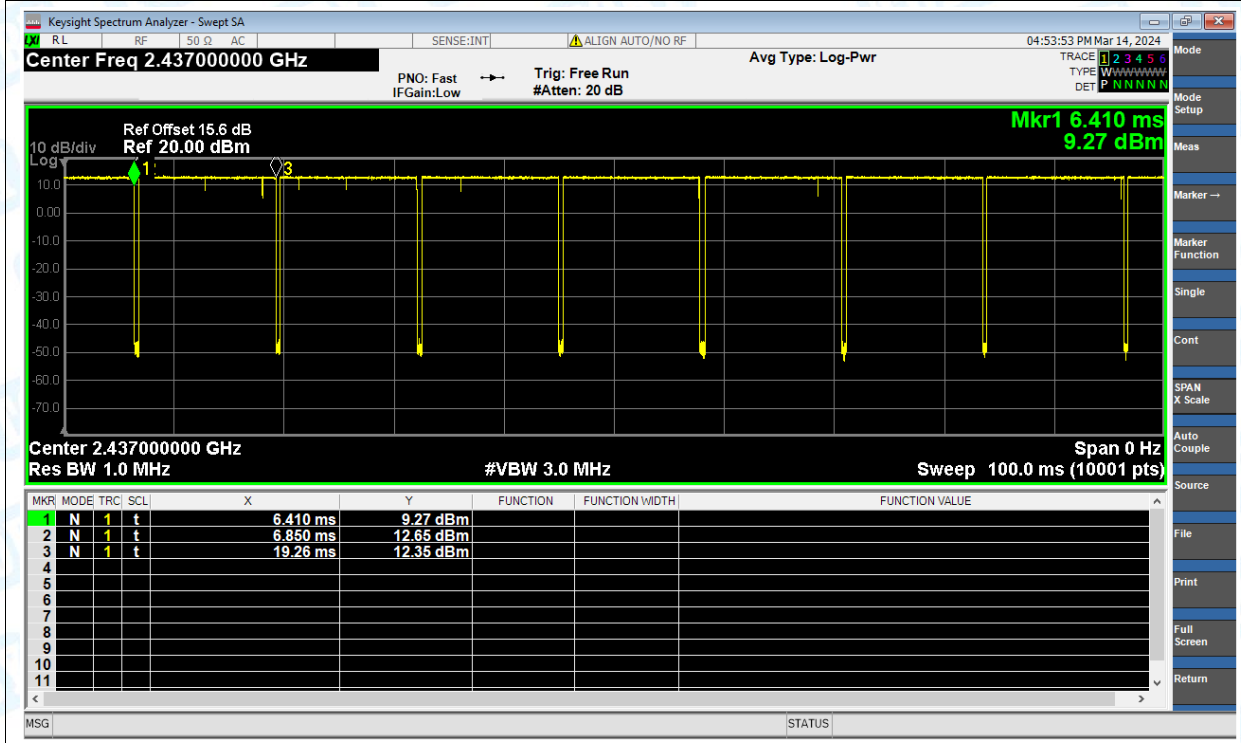 Keysight Spectrum Analyzer - Swept SA
LXI RL RF 50 Ω AC SENSE:INT ALIGN AUTO/NO RF 04:53:53 PM Mar 14, 2024
Center Freq 2.437000000 GHz
PNO: Fast
IFGain:Low
Trig: Free Run
#Atten: 20 dB
Avg Type: Log-Pwr
TRACE 1 2 3 4 5 6
TYPE WWWWWW
DET P N N N N N
Mkr1 6.410 ms
9.27 dBm
Ref Offset 15.6 dB
10 dB/div Ref 20.00 dBm
Log
1
3
10.0
0.00
-10.0
-20.0
-30.0
-40.0
-50.0
-60.0
-70.0
Center 2.437000000 GHz Span 0 Hz
Res BW 1.0 MHz #VBW 3.0 MHz Sweep 100.0 ms (10001 pts)
MKR MODE TRC SCL X Y FUNCTION FUNCTION WIDTH FUNCTION VALUE
1 N 1 t 6.410 ms 9.27 dBm
2 N 1 t 6.850 ms 12.65 dBm
3 N 1 t 19.26 ms 12.35 dBm
4
5
6
7
8
9
10
11
MSG STATUS
Mode
Mode
Setup
Meas
Marker →
Marker
Function
Single
Cont
SPAN
X Scale
Auto
Couple
Source
File
Print
Full
Screen
Return